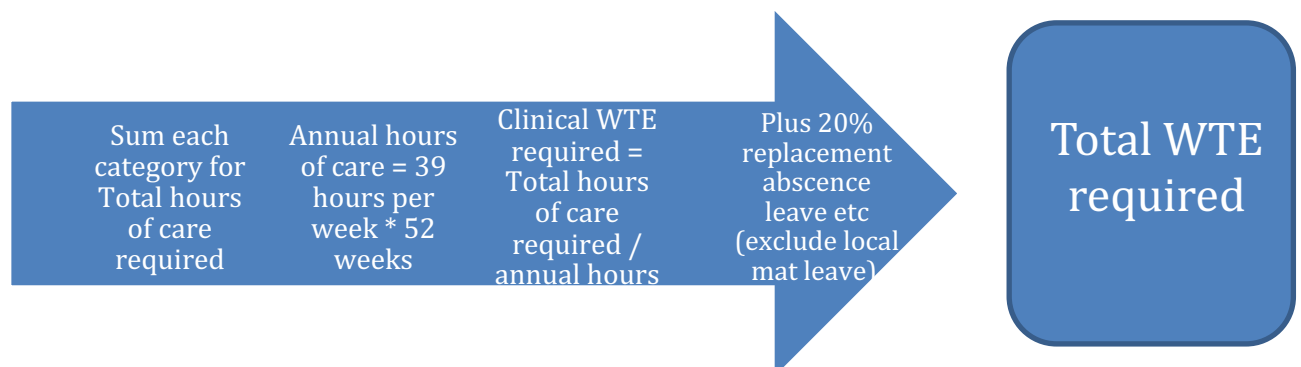 Sum each
category for
Total hours
of care
required
Annual hours
of care = 39
hours per
week * 52
weeks
Clinical WTE
required =
Total hours
of care
required /
annual hours
Plus 20%
replacement
abscence
leave etc
(exclude local
mat leave)
Total WTE
required